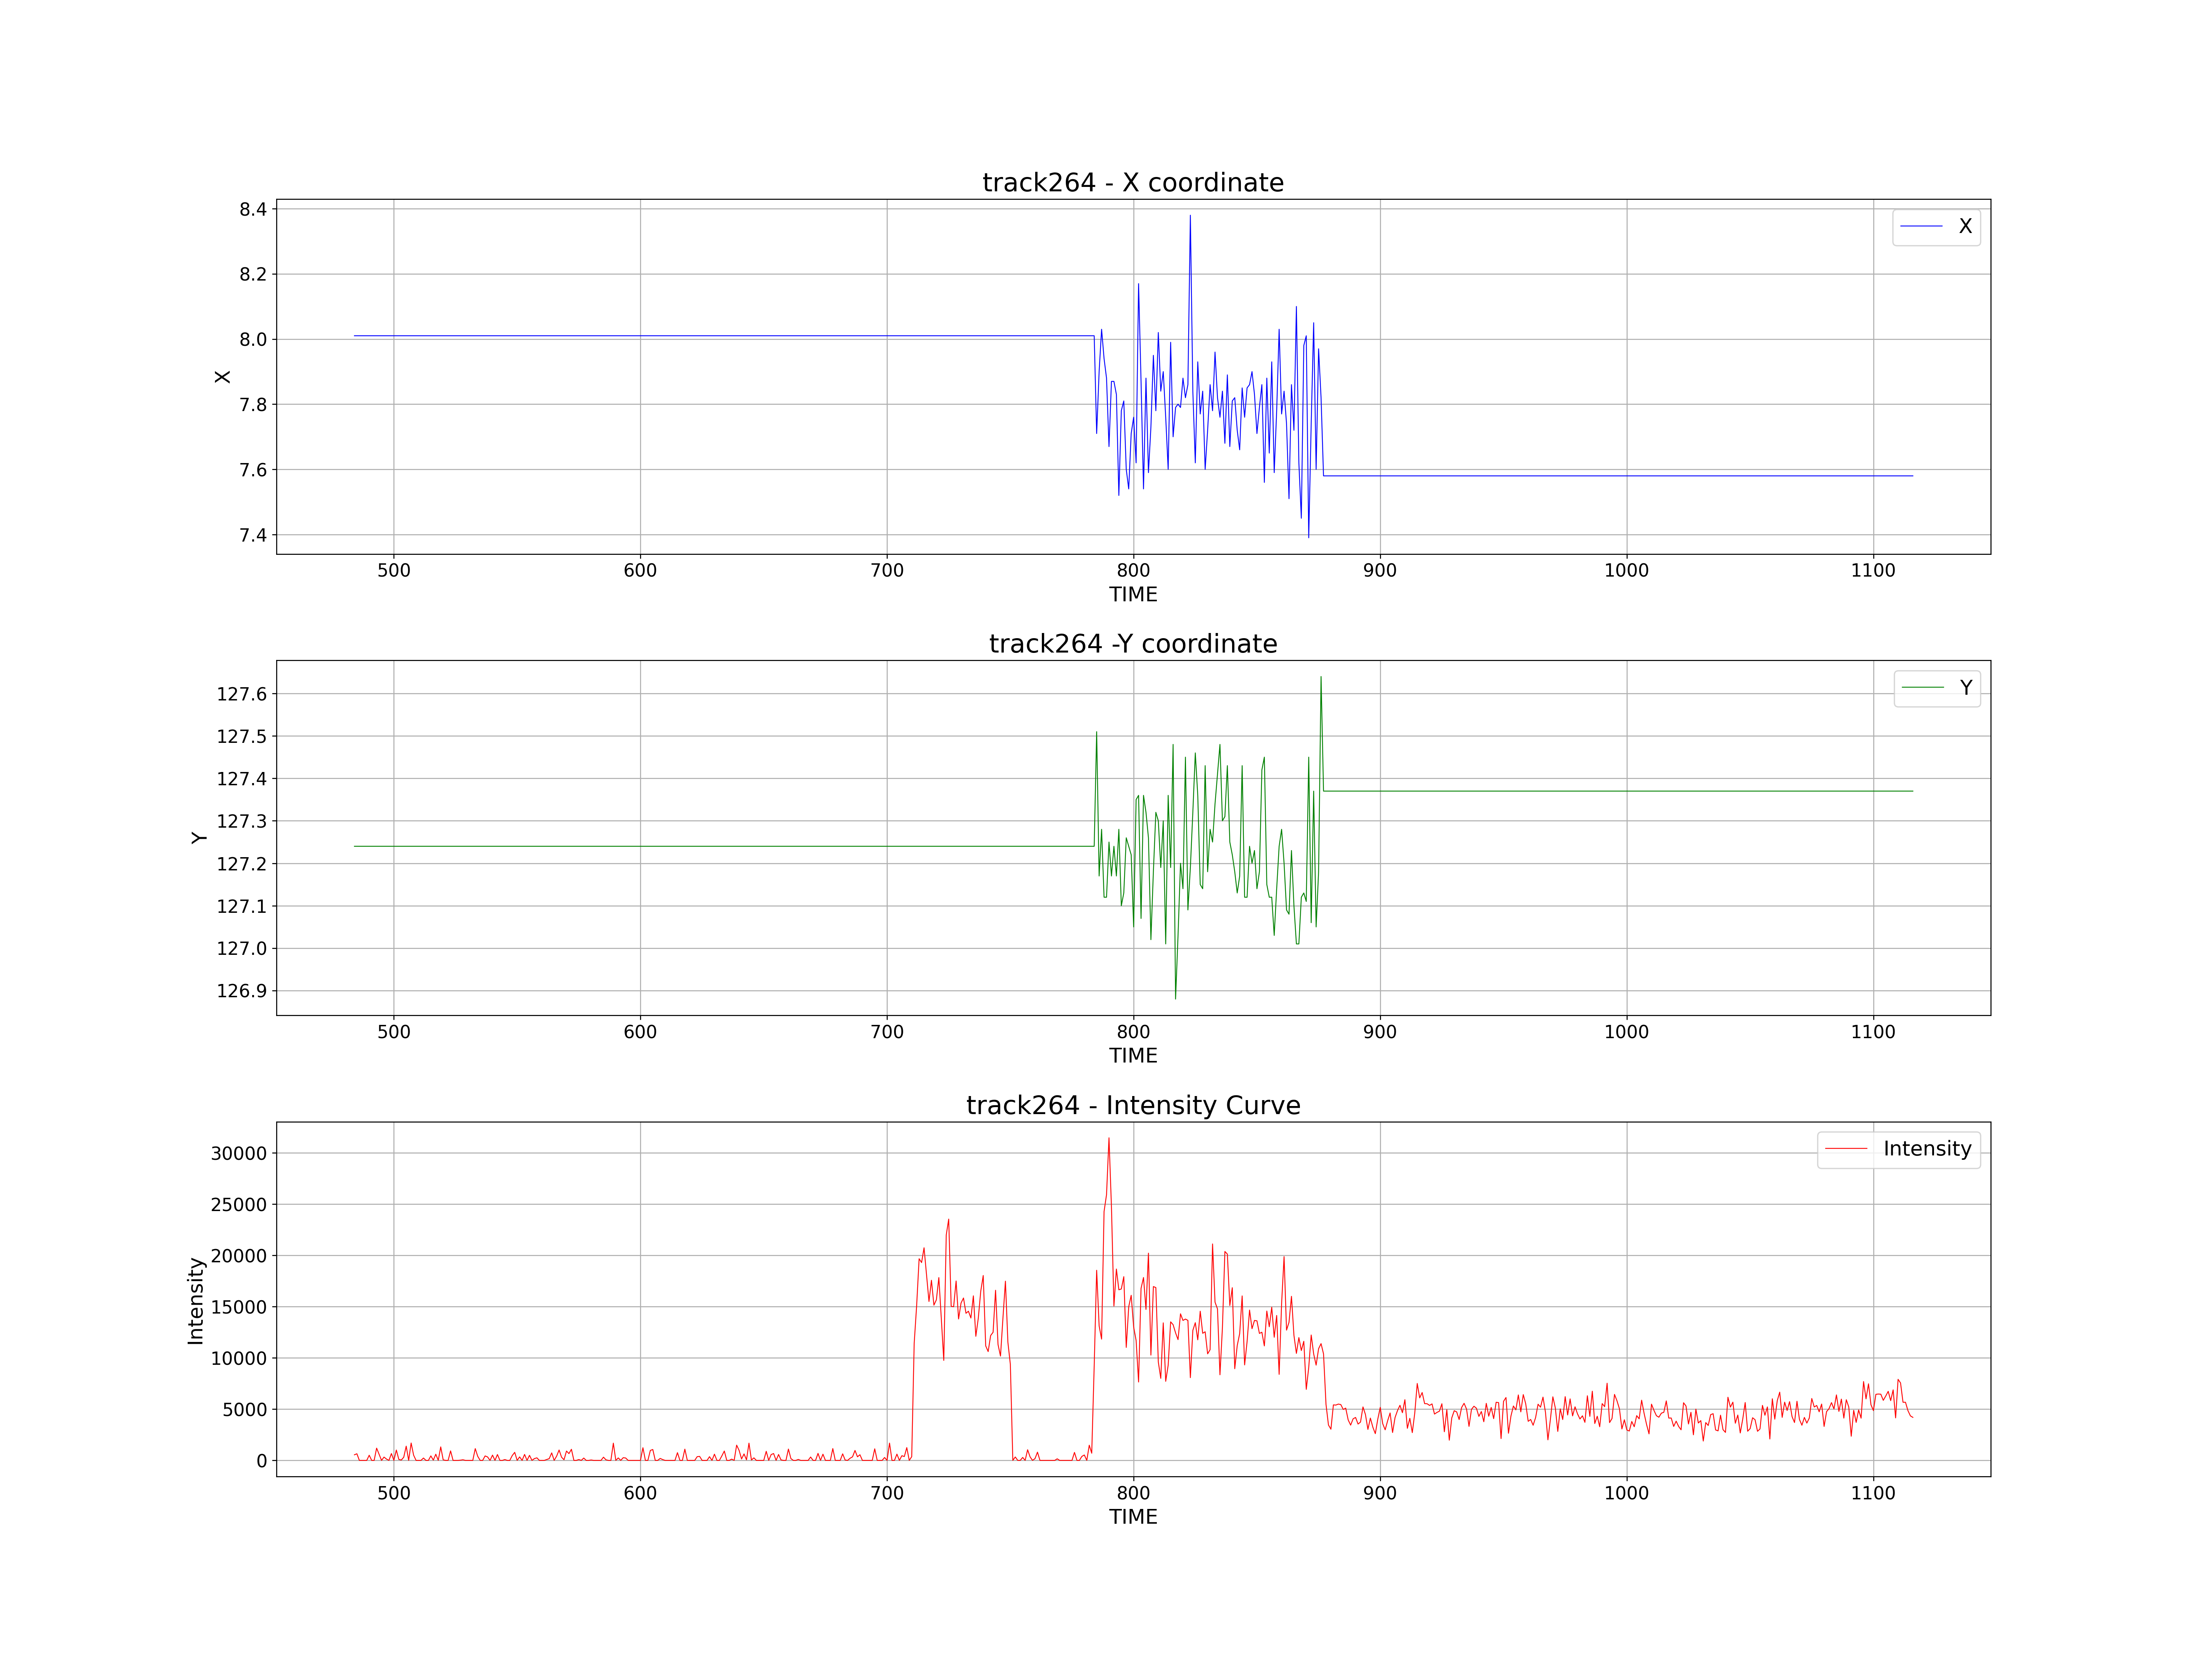 track264 - X coordinate
X
8.4
8.2
8.0
7.8
7.6
7.4
X
500 600 700 800 900 1000 1100
TIME
track264 -Y coordinate
Y
127.6
127.5
127.4
127.3
127.2
127.1
127.0
126.9
Y
500 600 700 800 900 1000 1100
TIME
track264 - Intensity Curve
Intensity
30000
25000
20000
15000
10000
5000
0
Intensity
500 600 700 800 900 1000 1100
TIME